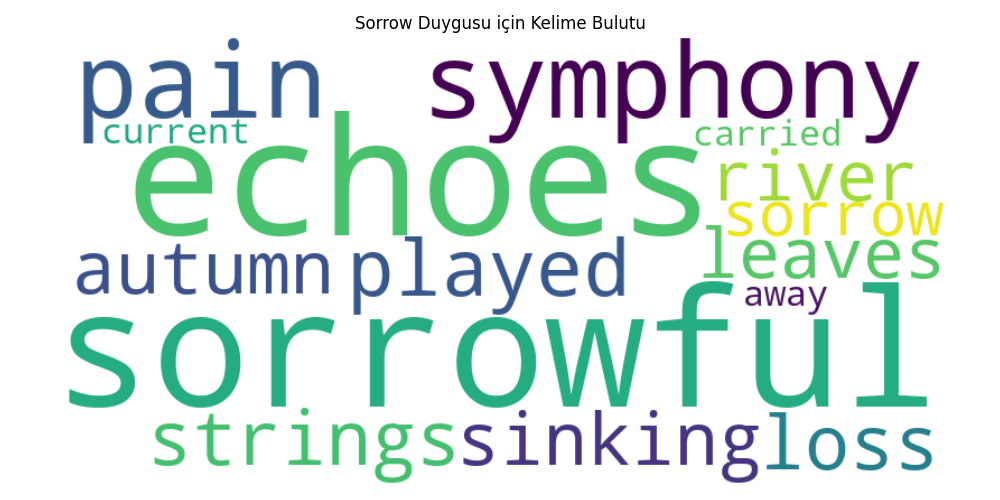 Sorrow Duygusu için Kelime Bulutu
pain symphony
current carried
echoes river
sorrow
autumn played leaves
away
sorrowful
strings sinking loss